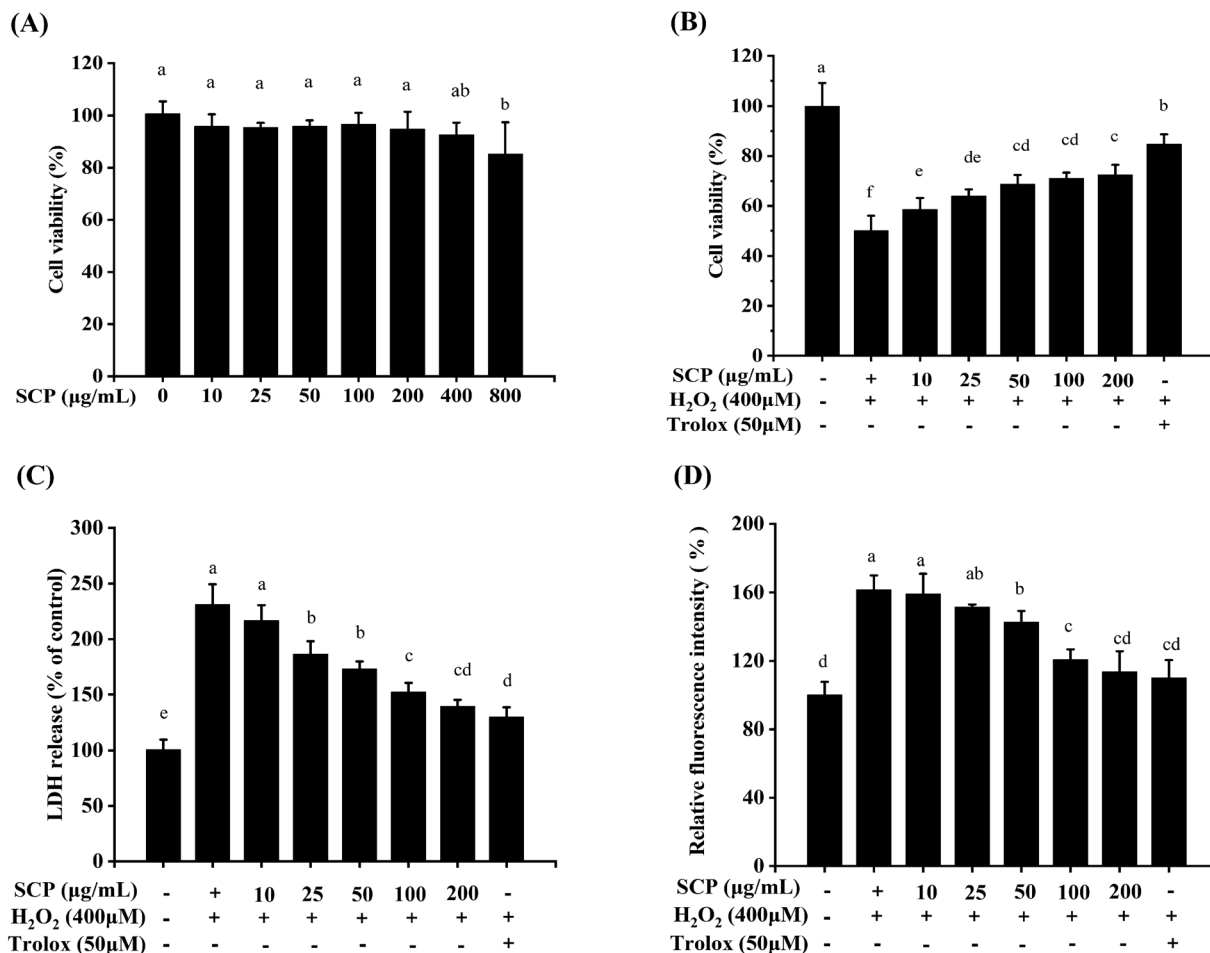 (A)
120
100
80
60
40
20
0
Cell viability (%)
a a a a a a ab b
SCP (μg/mL) 0 10 25 50 100 200 400 800
(B)
120
100
80
60
40
20
0
Cell viability (%)
a f e de cd cd c b
SCP (μg/mL) - + 10 25 50 100 200 -
H₂O₂ (400μM) - + + + + + + +
Trolox (50μM) - - - - - - - +
(C)
300
250
200
150
100
50
0
LDH release (% of control)
e a a b b c cd d
SCP (μg/mL) - + 10 25 50 100 200 -
H₂O₂ (400μM) - + + + + + + +
Trolox (50μM) - - - - - - - +
(D)
200
160
120
80
40
0
Relative fluorescence intensity ( % )
d a a ab b c cd cd
SCP (μg/mL) - + 10 25 50 100 200 -
H₂O₂ (400μM) - + + + + + + +
Trolox (50μM) - - - - - - - +